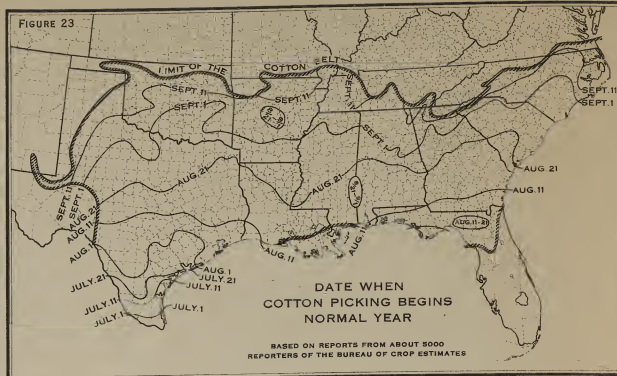 FIGURE 23
LIMIT OF THE COTTON BELT
SEPT. 11
SEPT. 11
SEPT. 11
SEPT. 1
SEPT. 1
SEPT. 11
SEPT. 1
AUG. 21
AUG. 21
AUG. 21
AUG. 11
SEPT. 11
SEPT. 1
AUG. 21
AUG. 11
AUG. 1
AUG. 11-21
AUG. 11
JULY. 21
JULY. 11
JULY. 1
AUG. 1
JULY. 21
JULY. 11
JULY. 1
DATE WHEN
COTTON PICKING BEGINS
NORMAL YEAR
BASED ON REPORTS FROM ABOUT 5000
REPORTERS OF THE BUREAU OF CROP ESTIMATES